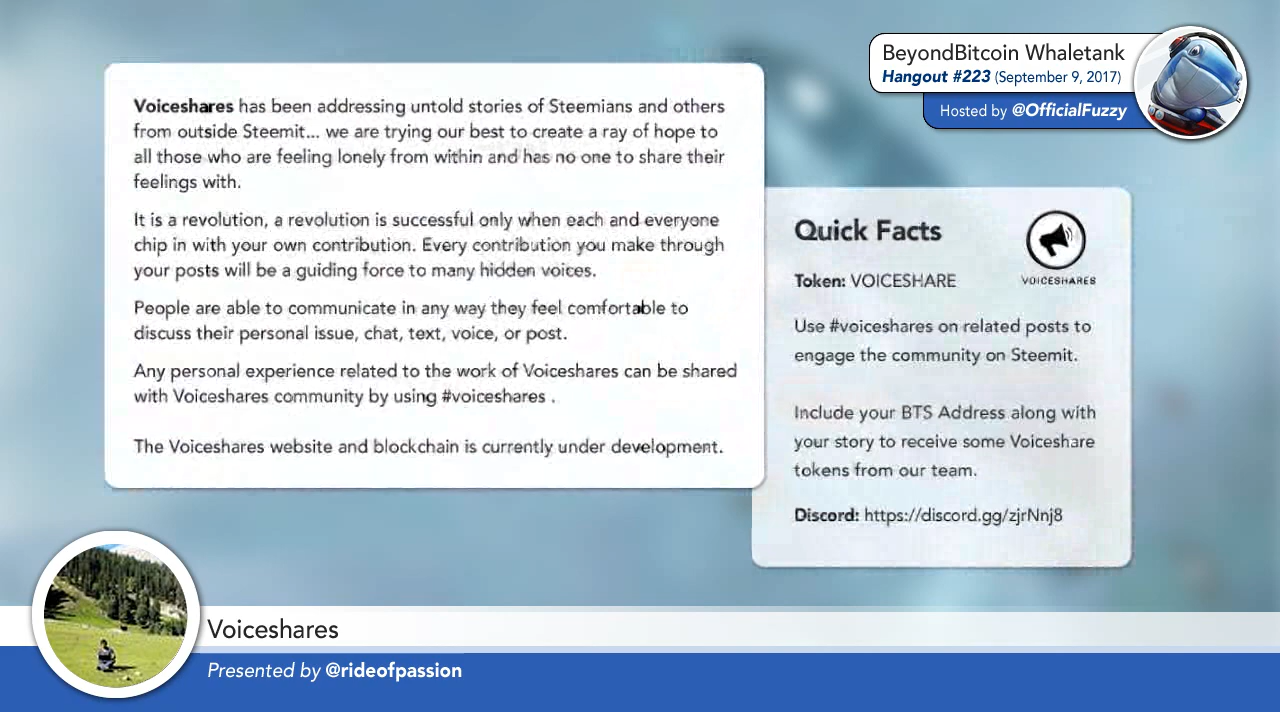 BeyondBitcoin Whaletank
Hangout #223 (September 9, 2017)
Hosted by @OfficialFuzzy
Voiceshares has been addressing untold stories of Steemians and others
from outside Steemit... we are trying our best to create a ray of hope to
all those who are feeling lonely from within and has no one to share their
feelings with.
It is a revolution, a revolution is successful only when each and everyone
chip in with your own contribution. Every contribution you make through
your posts will be a guiding force to many hidden voices.
People are able to communicate in any way they feel comfortable to
discuss their personal issue, chat, text, voice, or post.
Any personal experience related to the work of Voiceshares can be shared
with Voiceshares community by using #voiceshares .
The Voiceshares website and blockchain is currently under development.
Quick Facts
VOICESHARES
Token: VOICESHARE
Use #voiceshares on related posts to
engage the community on Steemit.
Include your BTS Address along with
your story to receive some Voiceshare
tokens from our team.
Discord: https://discord.gg/zjrNnj8
Voiceshares
Presented by @rideofpassion